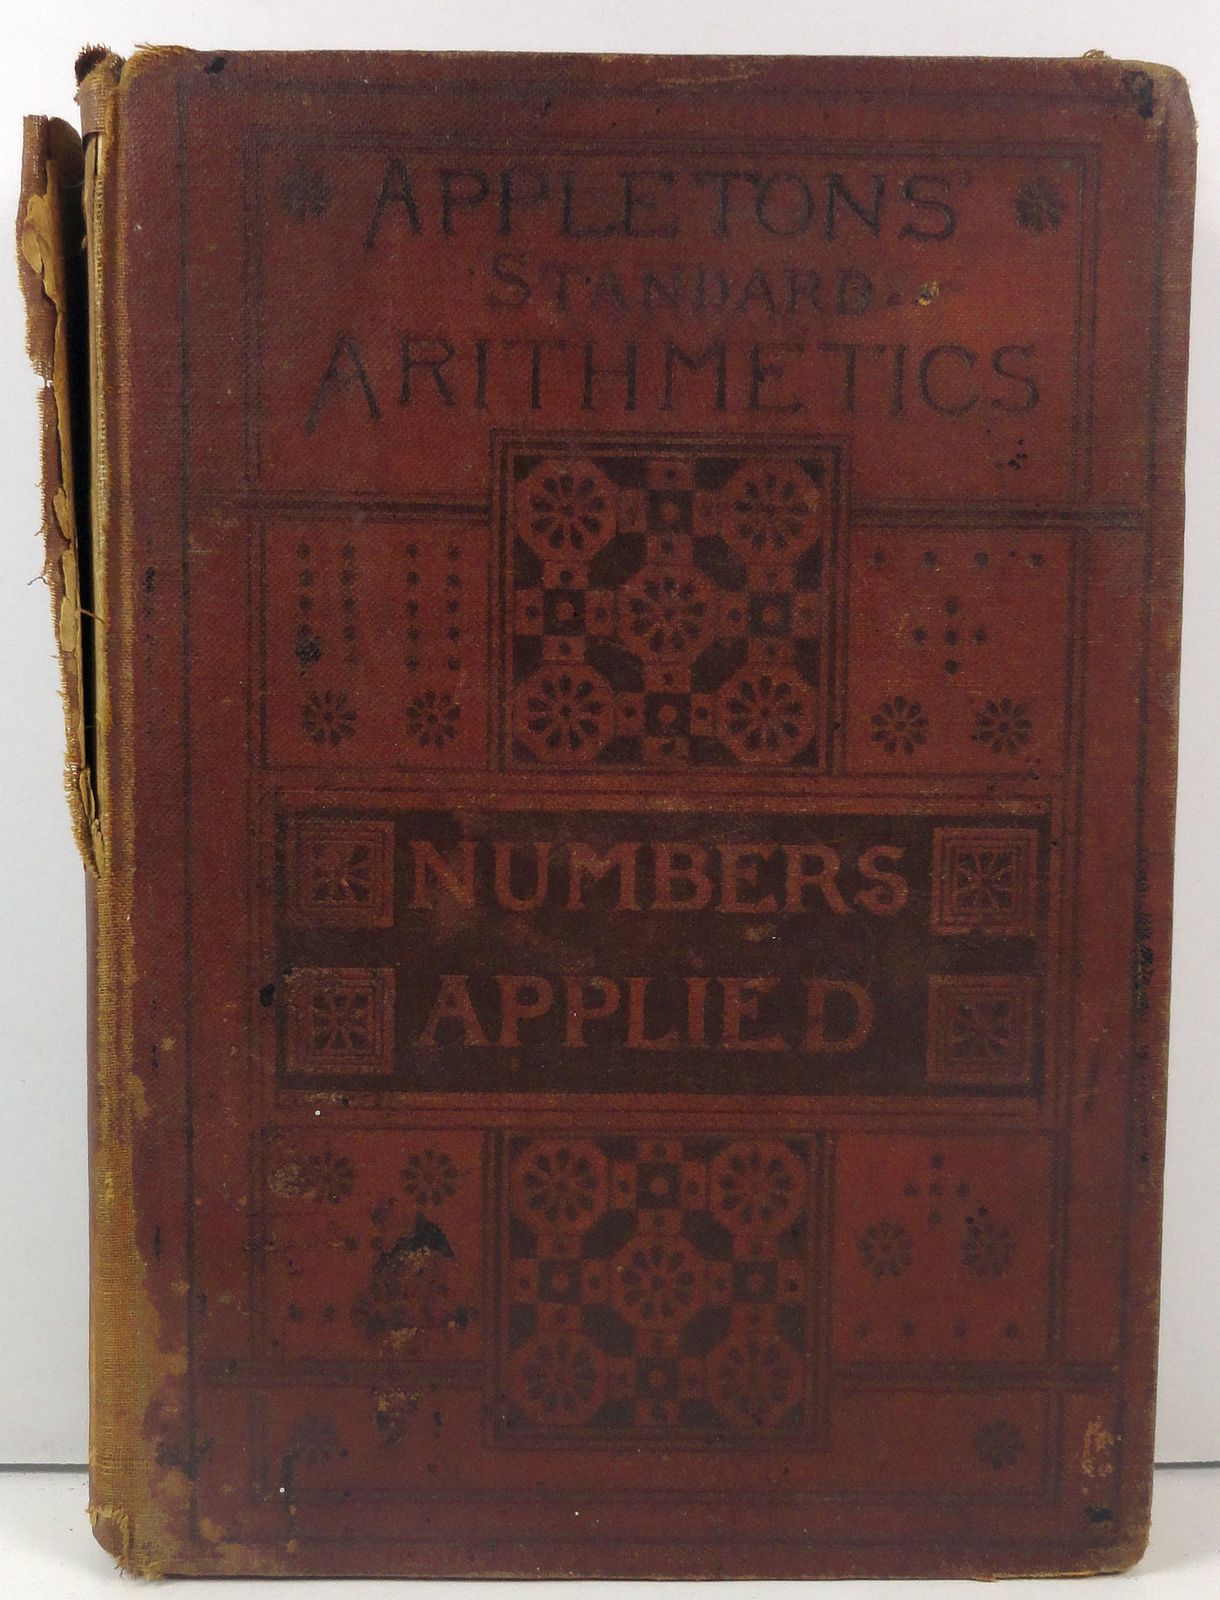 APPLETONS'
STANDARD
ARITHMETICS
NUMBERS
APPLIED